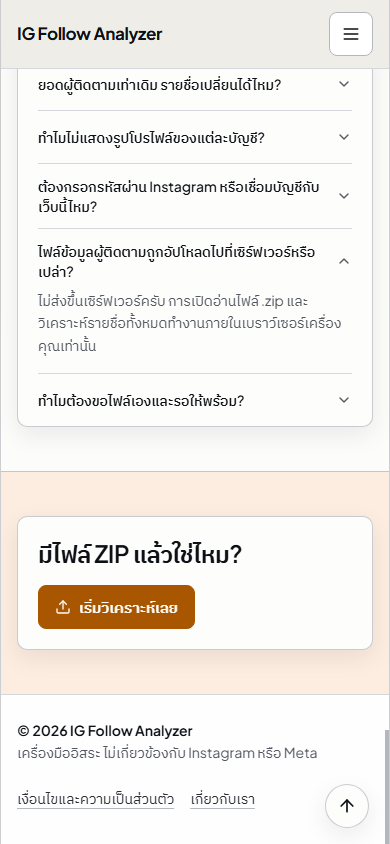 IG Follow Analyzer
ยอดผู้ติดตามเท่าเดิม รายชื่อเปลี่ยนได้ไหม?
ทำไมไม่แสดงรูปโปรไฟล์ของแต่ละบัญชี?
ต้องกรอกรหัสผ่าน Instagram หรือเชื่อมบัญชีกับ
เว็บนี้ไหม?
ไฟล์ข้อมูลผู้ติดตามถูกอัปโหลดไปที่เซิร์ฟเวอร์หรือ
เปล่า?
ไม่ส่งขึ้นเซิร์ฟเวอร์ครับ การเปิดอ่านไฟล์ .zip และ
วิเคราะห์รายชื่อทั้งหมดทำงานภายในเบราว์เซอร์เครื่อง
คุณเท่านั้น
ทำไมต้องขอไฟล์เองและรอให้พร้อม?
มีไฟล์ ZIP แล้วใช่ไหม?
เริ่มวิเคราะห์เลย
© 2026 IG Follow Analyzer
เครื่องมืออิสระ ไม่เกี่ยวข้องกับ Instagram หรือ Meta
เงื่อนไขและความเป็นส่วนตัว เกี่ยวกับเรา